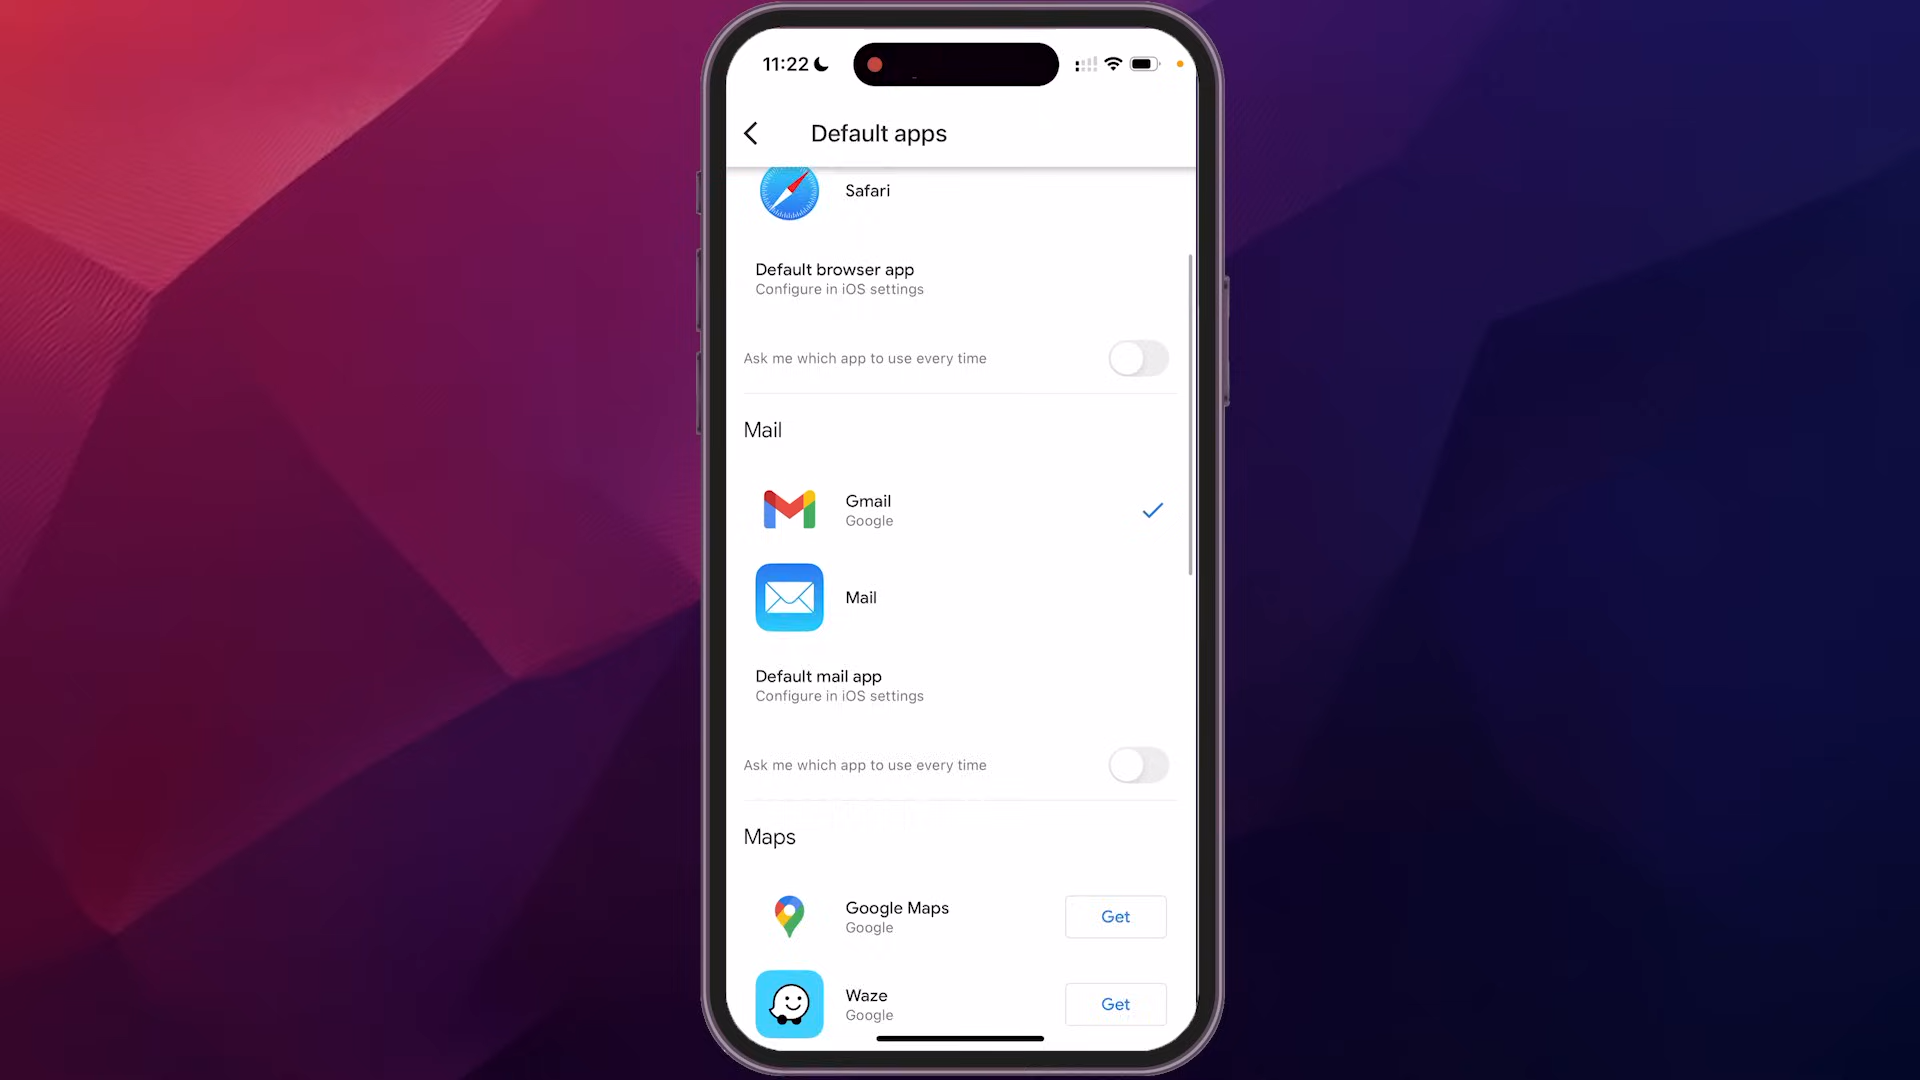 11:22
Default apps
Safari
Default browser app
Configure in iOS settings
Ask me which app to use every time
Mail
Gmail
Google
Mail
Default mail app
Configure in iOS settings
Ask me which app to use every time
Maps
Google Maps
Google
Get
Waze
Google
Get